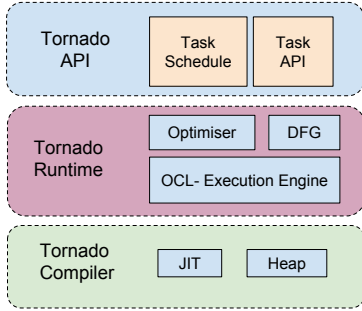 Tornado
API
Task
Schedule
Task
API
Tornado
Runtime
Optimiser
DFG
OCL- Execution Engine
Tornado
Compiler
JIT
Heap